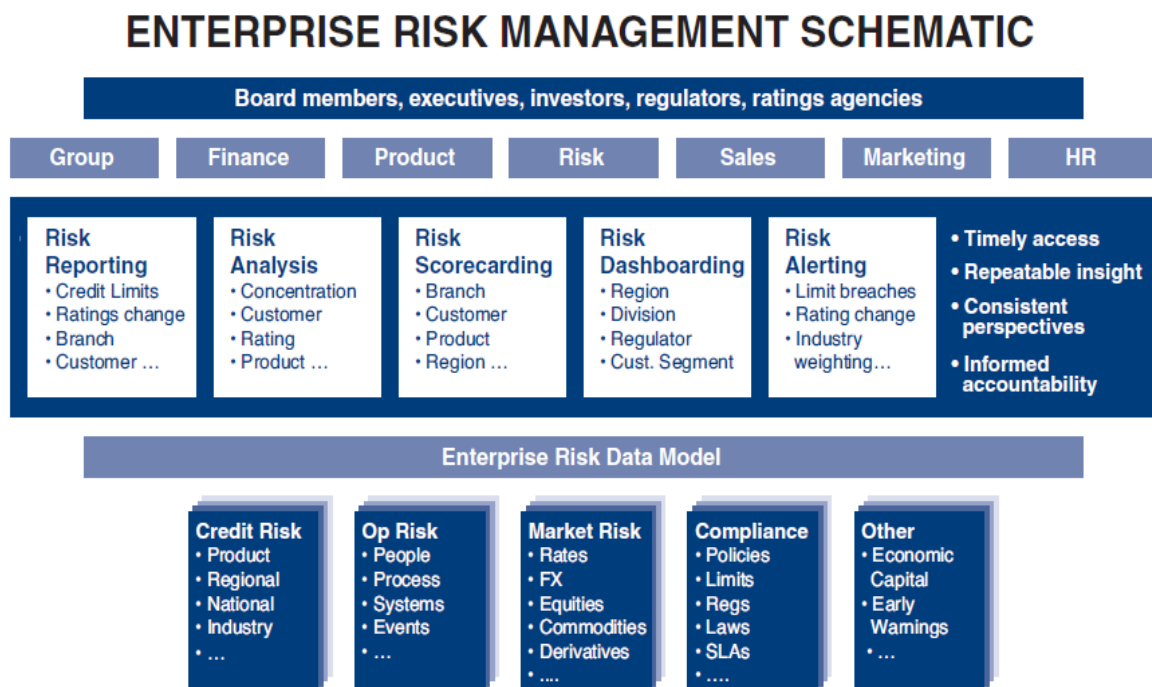 ENTERPRISE RISK MANAGEMENT SCHEMATIC
Board members, executives, investors, regulators, ratings agencies
Group
Finance
Product
Risk
Sales
Marketing
HR
Risk
Reporting
• Credit Limits
• Ratings change
• Branch
• Customer ...
Risk
Analysis
• Concentration
• Customer
• Rating
• Product ...
Risk
Scorecarding
• Branch
• Customer
• Product
• Region ...
Risk
Dashboarding
• Region
• Division
• Regulator
• Cust. Segment
Risk
Alerting
• Limit breaches
• Rating change
• Industry
weighting...
• Timely access
• Repeatable insight
• Consistent
perspectives
• Informed
accountability
Enterprise Risk Data Model
Credit Risk
• Product
• Regional
• National
• Industry
• ...
Op Risk
• People
• Process
• Systems
• Events
• ...
Market Risk
• Rates
• FX
• Equities
• Commodities
• Derivatives
• ....
Compliance
• Policies
• Limits
• Regs
• Laws
• SLAs
• ....
Other
• Economic
Capital
• Early
Warnings
• ...